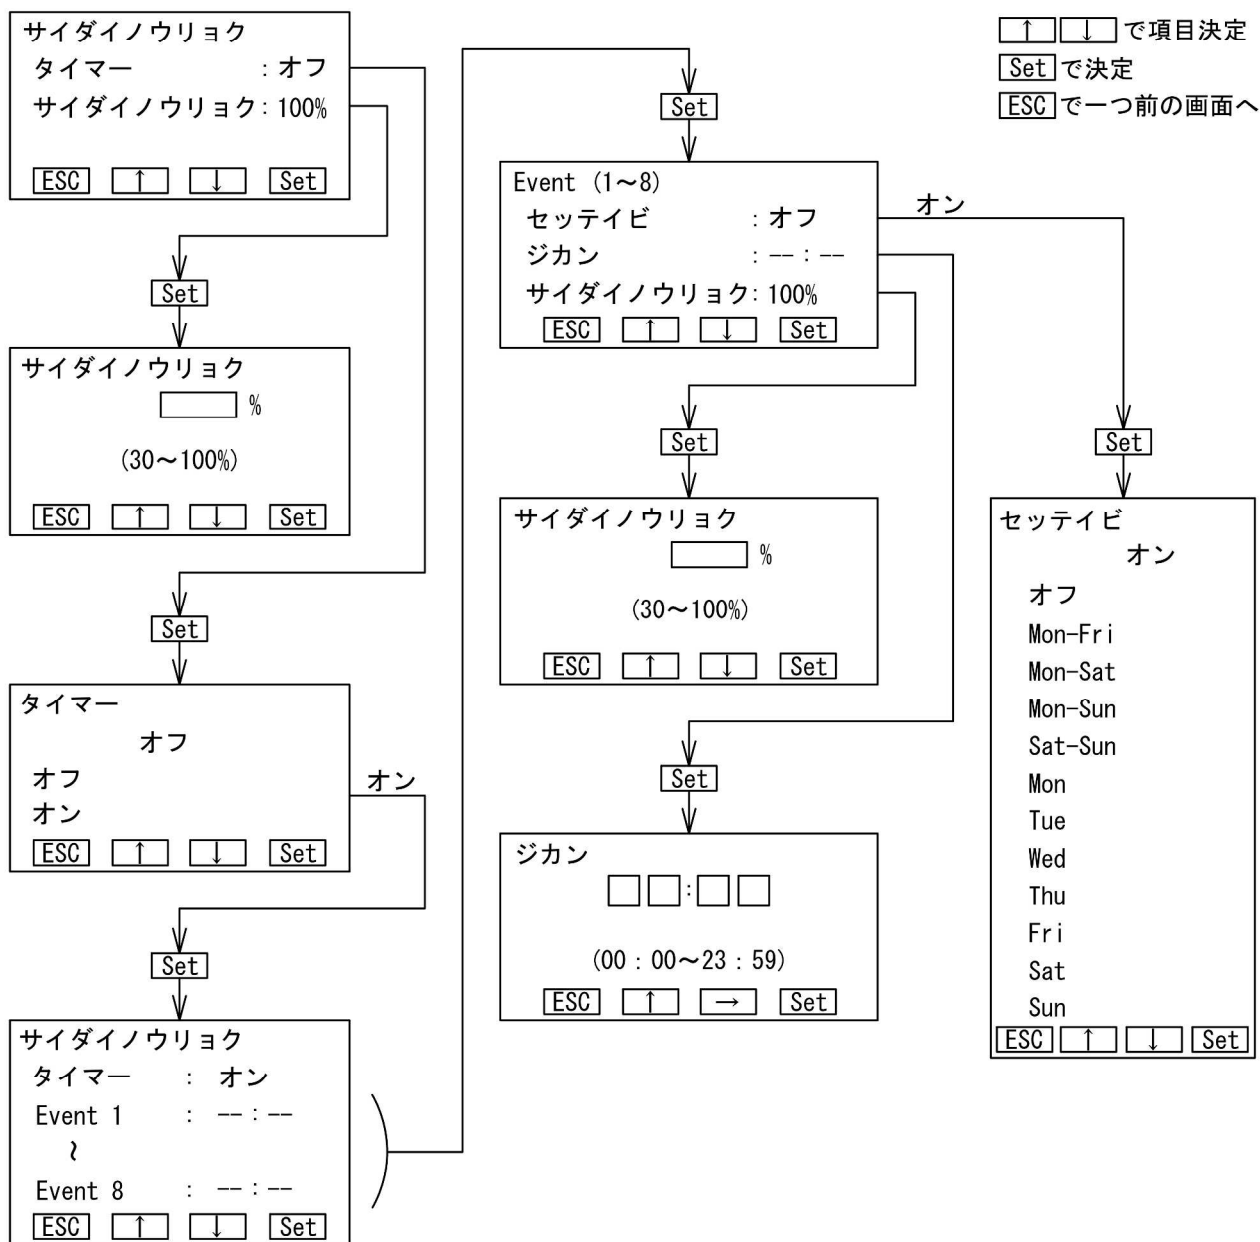 サイダイノウリョク
タイマー : オフ
サイダイノウリョク: 100%
ESC ↑ ↓ Set
Set
サイダイノウリョク
%
(30～100%)
ESC ↑ ↓ Set
Set
タイマー
オフ
オフ
オン
ESC ↑ ↓ Set
オン
Set
サイダイノウリョク
タイマー : オン
Event 1 : --:--
～
Event 8 : --:--
ESC ↑ ↓ Set
Set
Event (1～8)
セッテイビ : オフ
ジカン : --:--
サイダイノウリョク: 100%
ESC ↑ ↓ Set
Set
サイダイノウリョク
%
(30～100%)
ESC ↑ ↓ Set
Set
ジカン
:
(00 : 00～23 : 59)
ESC ↑ → Set
↑ ↓ で項目決定
Set で決定
ESC で一つ前の画面へ
オン
Set
セッテイビ
オン
オフ
Mon-Fri
Mon-Sat
Mon-Sun
Sat-Sun
Mon
Tue
Wed
Thu
Fri
Sat
Sun
ESC ↑ ↓ Set